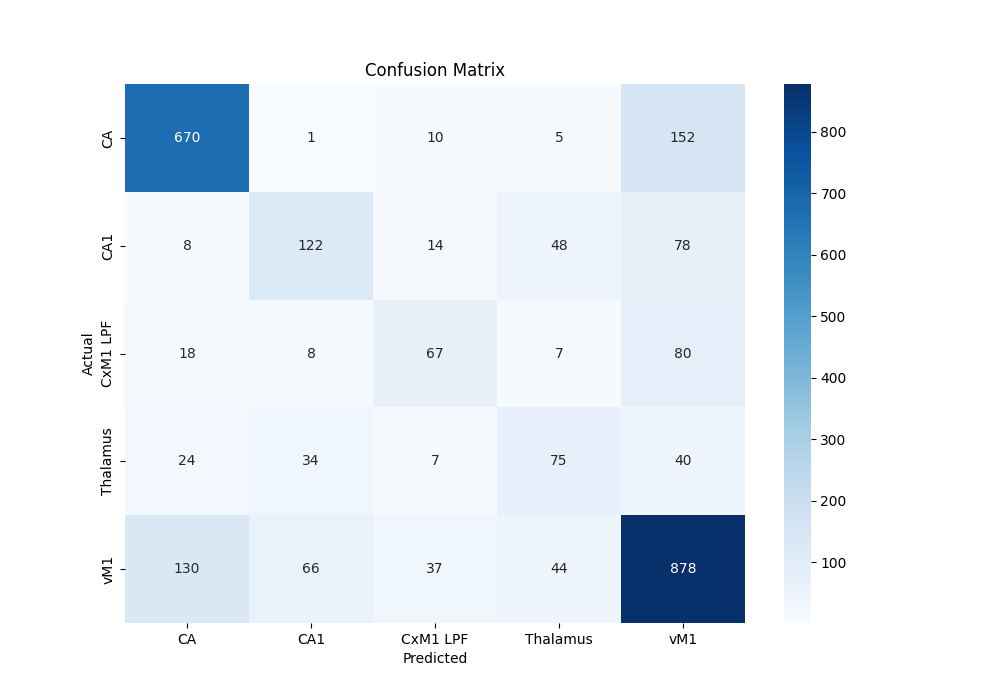 Confusion Matrix
Actual
CA
CA1
CxM1 LPF
Thalamus
vM1
670 1 10 5 152
8 122 14 48 78
18 8 67 7 80
24 34 7 75 40
130 66 37 44 878
CA CA1 CxM1 LPF Thalamus vM1
Predicted
800
700
600
500
400
300
200
100